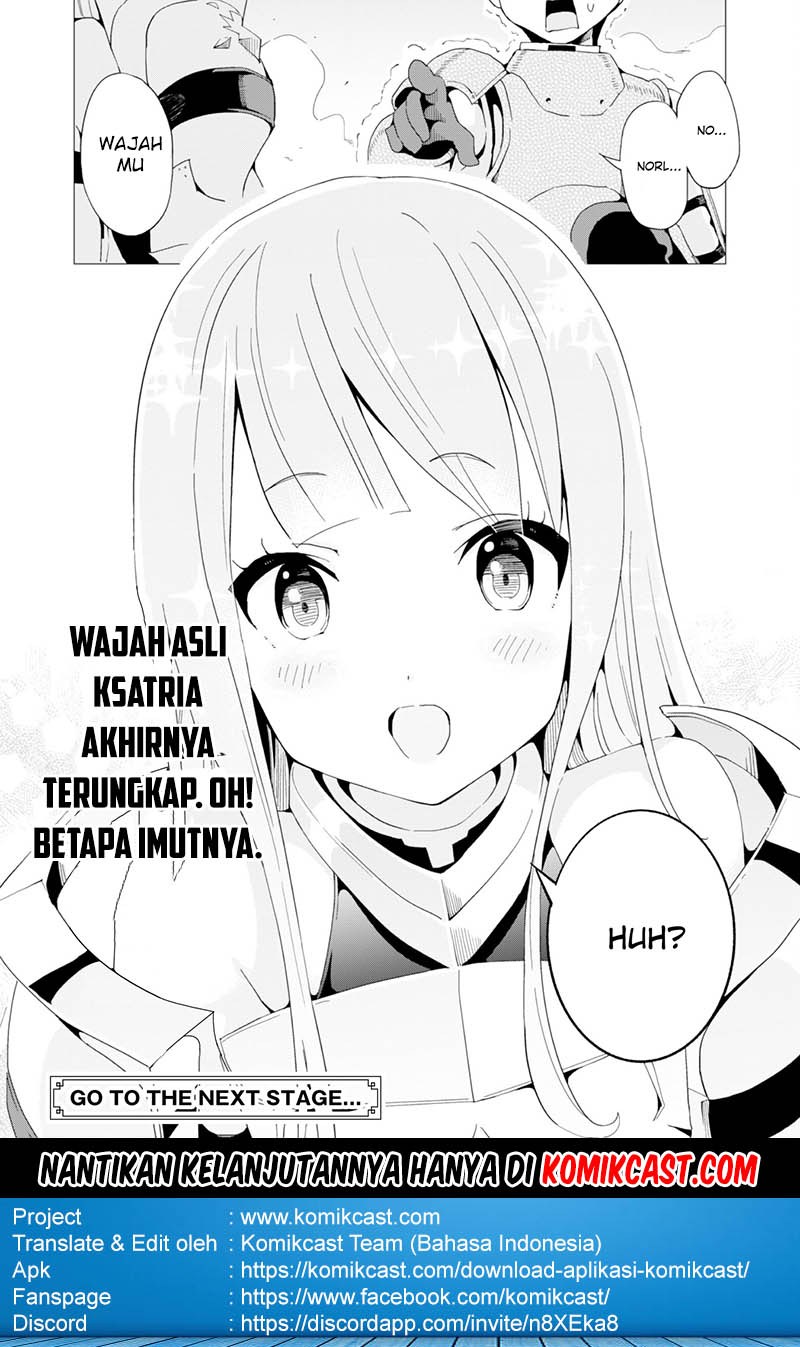 NO...
NORL...
WAJAH
MU
WAJAH ASLI
KSATRIA
AKHIRNYA
TERUNGKAP. OH!
BETAPA IMUTNYA.
HUH?
GO TO THE NEXT STAGE...
NANTIKAN KELANJUTANNYA HANYA DI KOMIKCAST.COM
Project : www.komikcast.com
Translate & Edit oleh : Komikcast Team (Bahasa Indonesia)
Apk : https://komikcast.com/download-aplikasi-komikcast/
Fanspage : https://www.facebook.com/komikcast/
Discord : https://discordapp.com/invite/n8XEka8